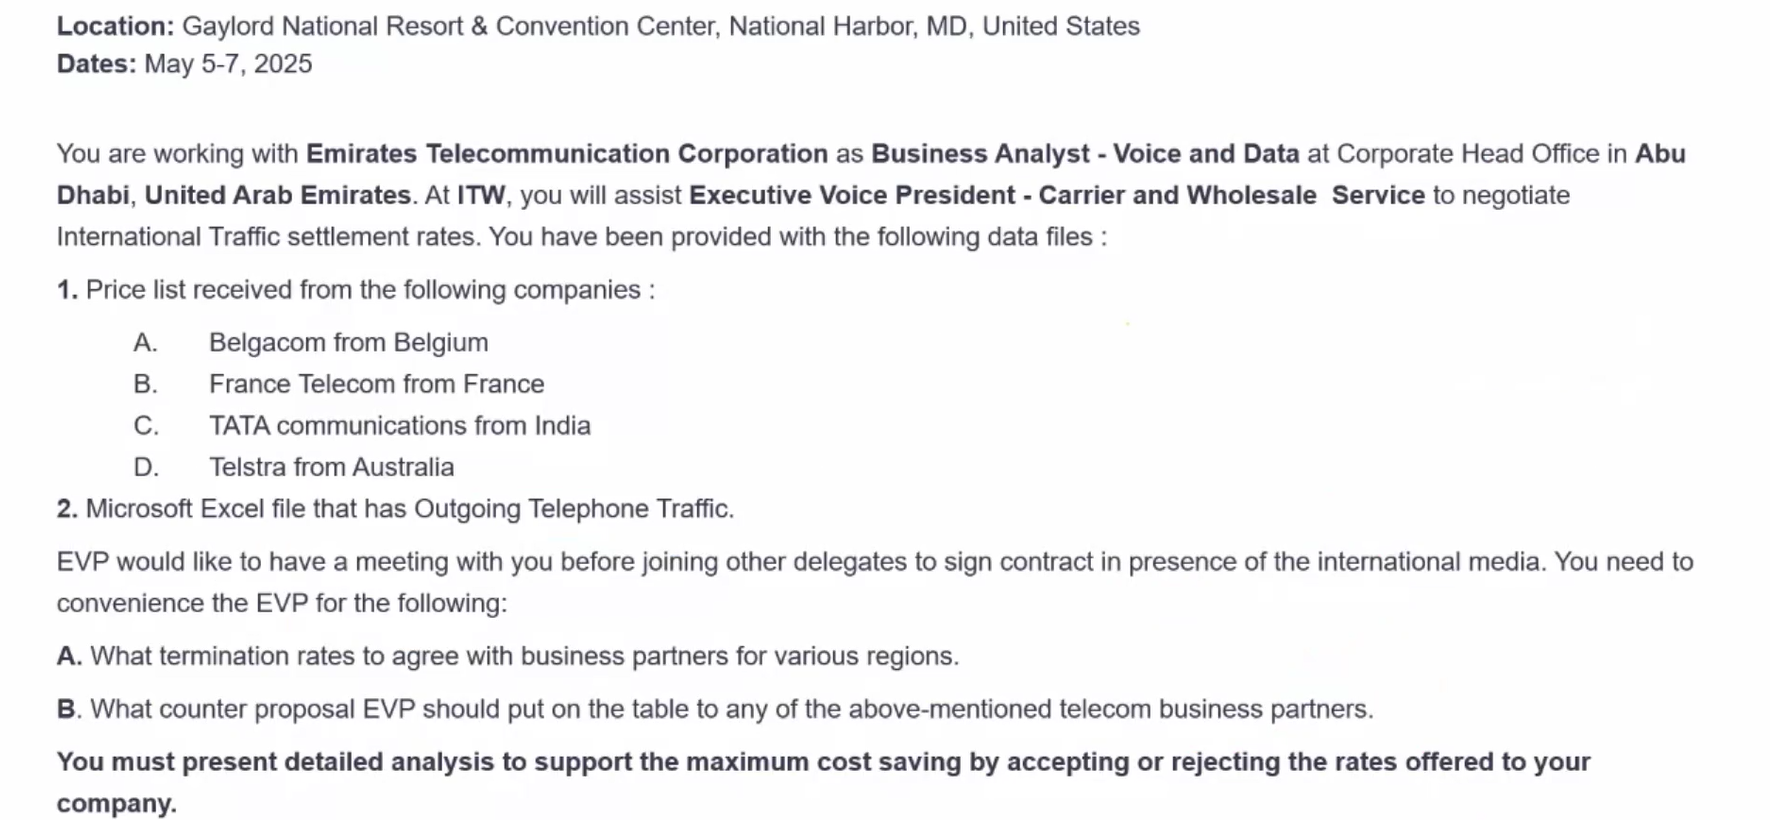 Location: Gaylord National Resort & Convention Center, National Harbor, MD, United States
Dates: May 5-7, 2025
You are working with Emirates Telecommunication Corporation as Business Analyst - Voice and Data at Corporate Head Office in Abu
Dhabi, United Arab Emirates. At ITW, you will assist Executive Voice President - Carrier and Wholesale Service to negotiate
International Traffic settlement rates. You have been provided with the following data files :
1. Price list received from the following companies :
A. Belgacom from Belgium
B. France Telecom from France
C. TATA communications from India
D. Telstra from Australia
2. Microsoft Excel file that has Outgoing Telephone Traffic.
EVP would like to have a meeting with you before joining other delegates to sign contract in presence of the international media. You need to
convenience the EVP for the following:
A. What termination rates to agree with business partners for various regions.
B. What counter proposal EVP should put on the table to any of the above-mentioned telecom business partners.
You must present detailed analysis to support the maximum cost saving by accepting or rejecting the rates offered to your
company.